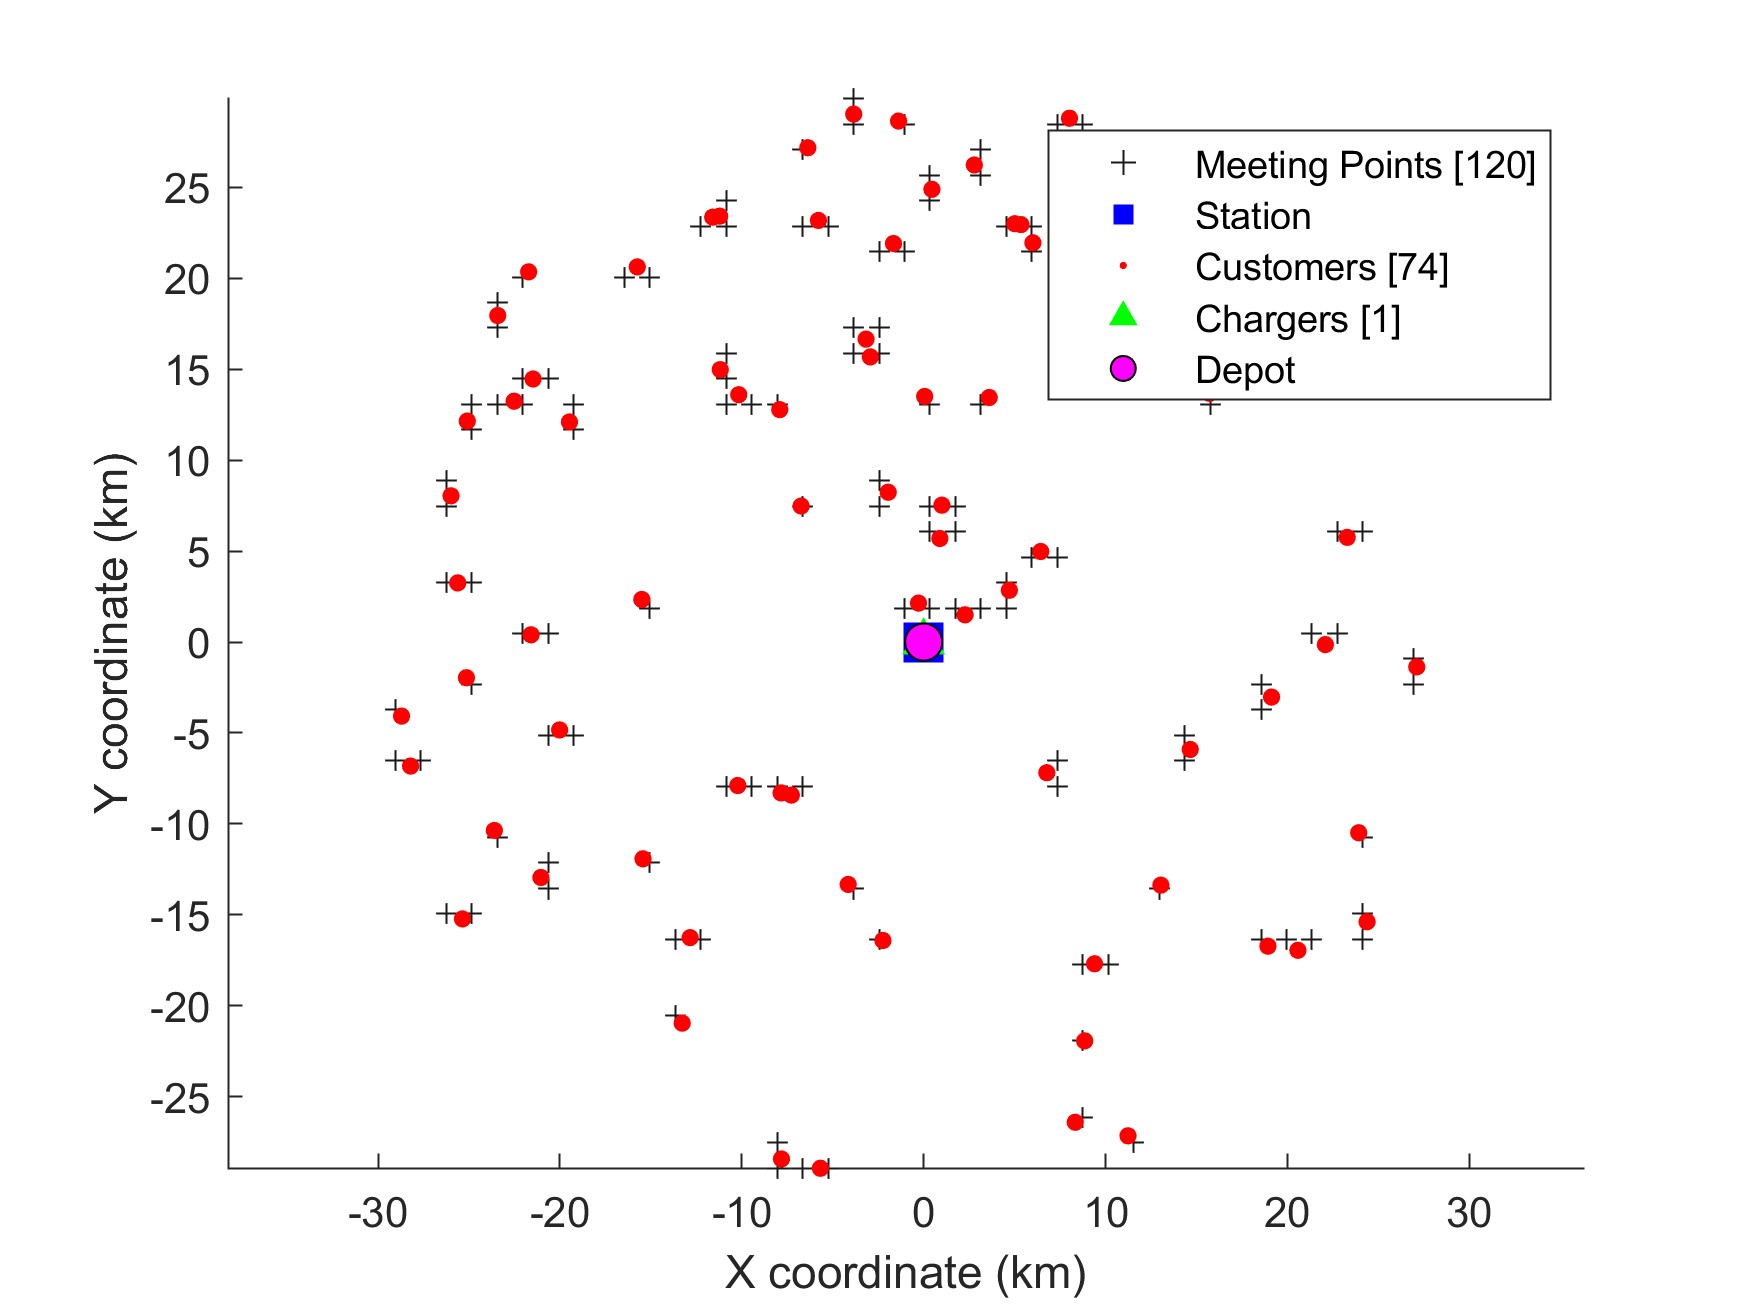 Meeting Points [120]
Station
Customers [74]
Chargers [1]
Depot
25
20
15
10
5
0
-5
-10
-15
-20
-25
Y coordinate (km)
-30 -20 -10 0 10 20 30
X coordinate (km)